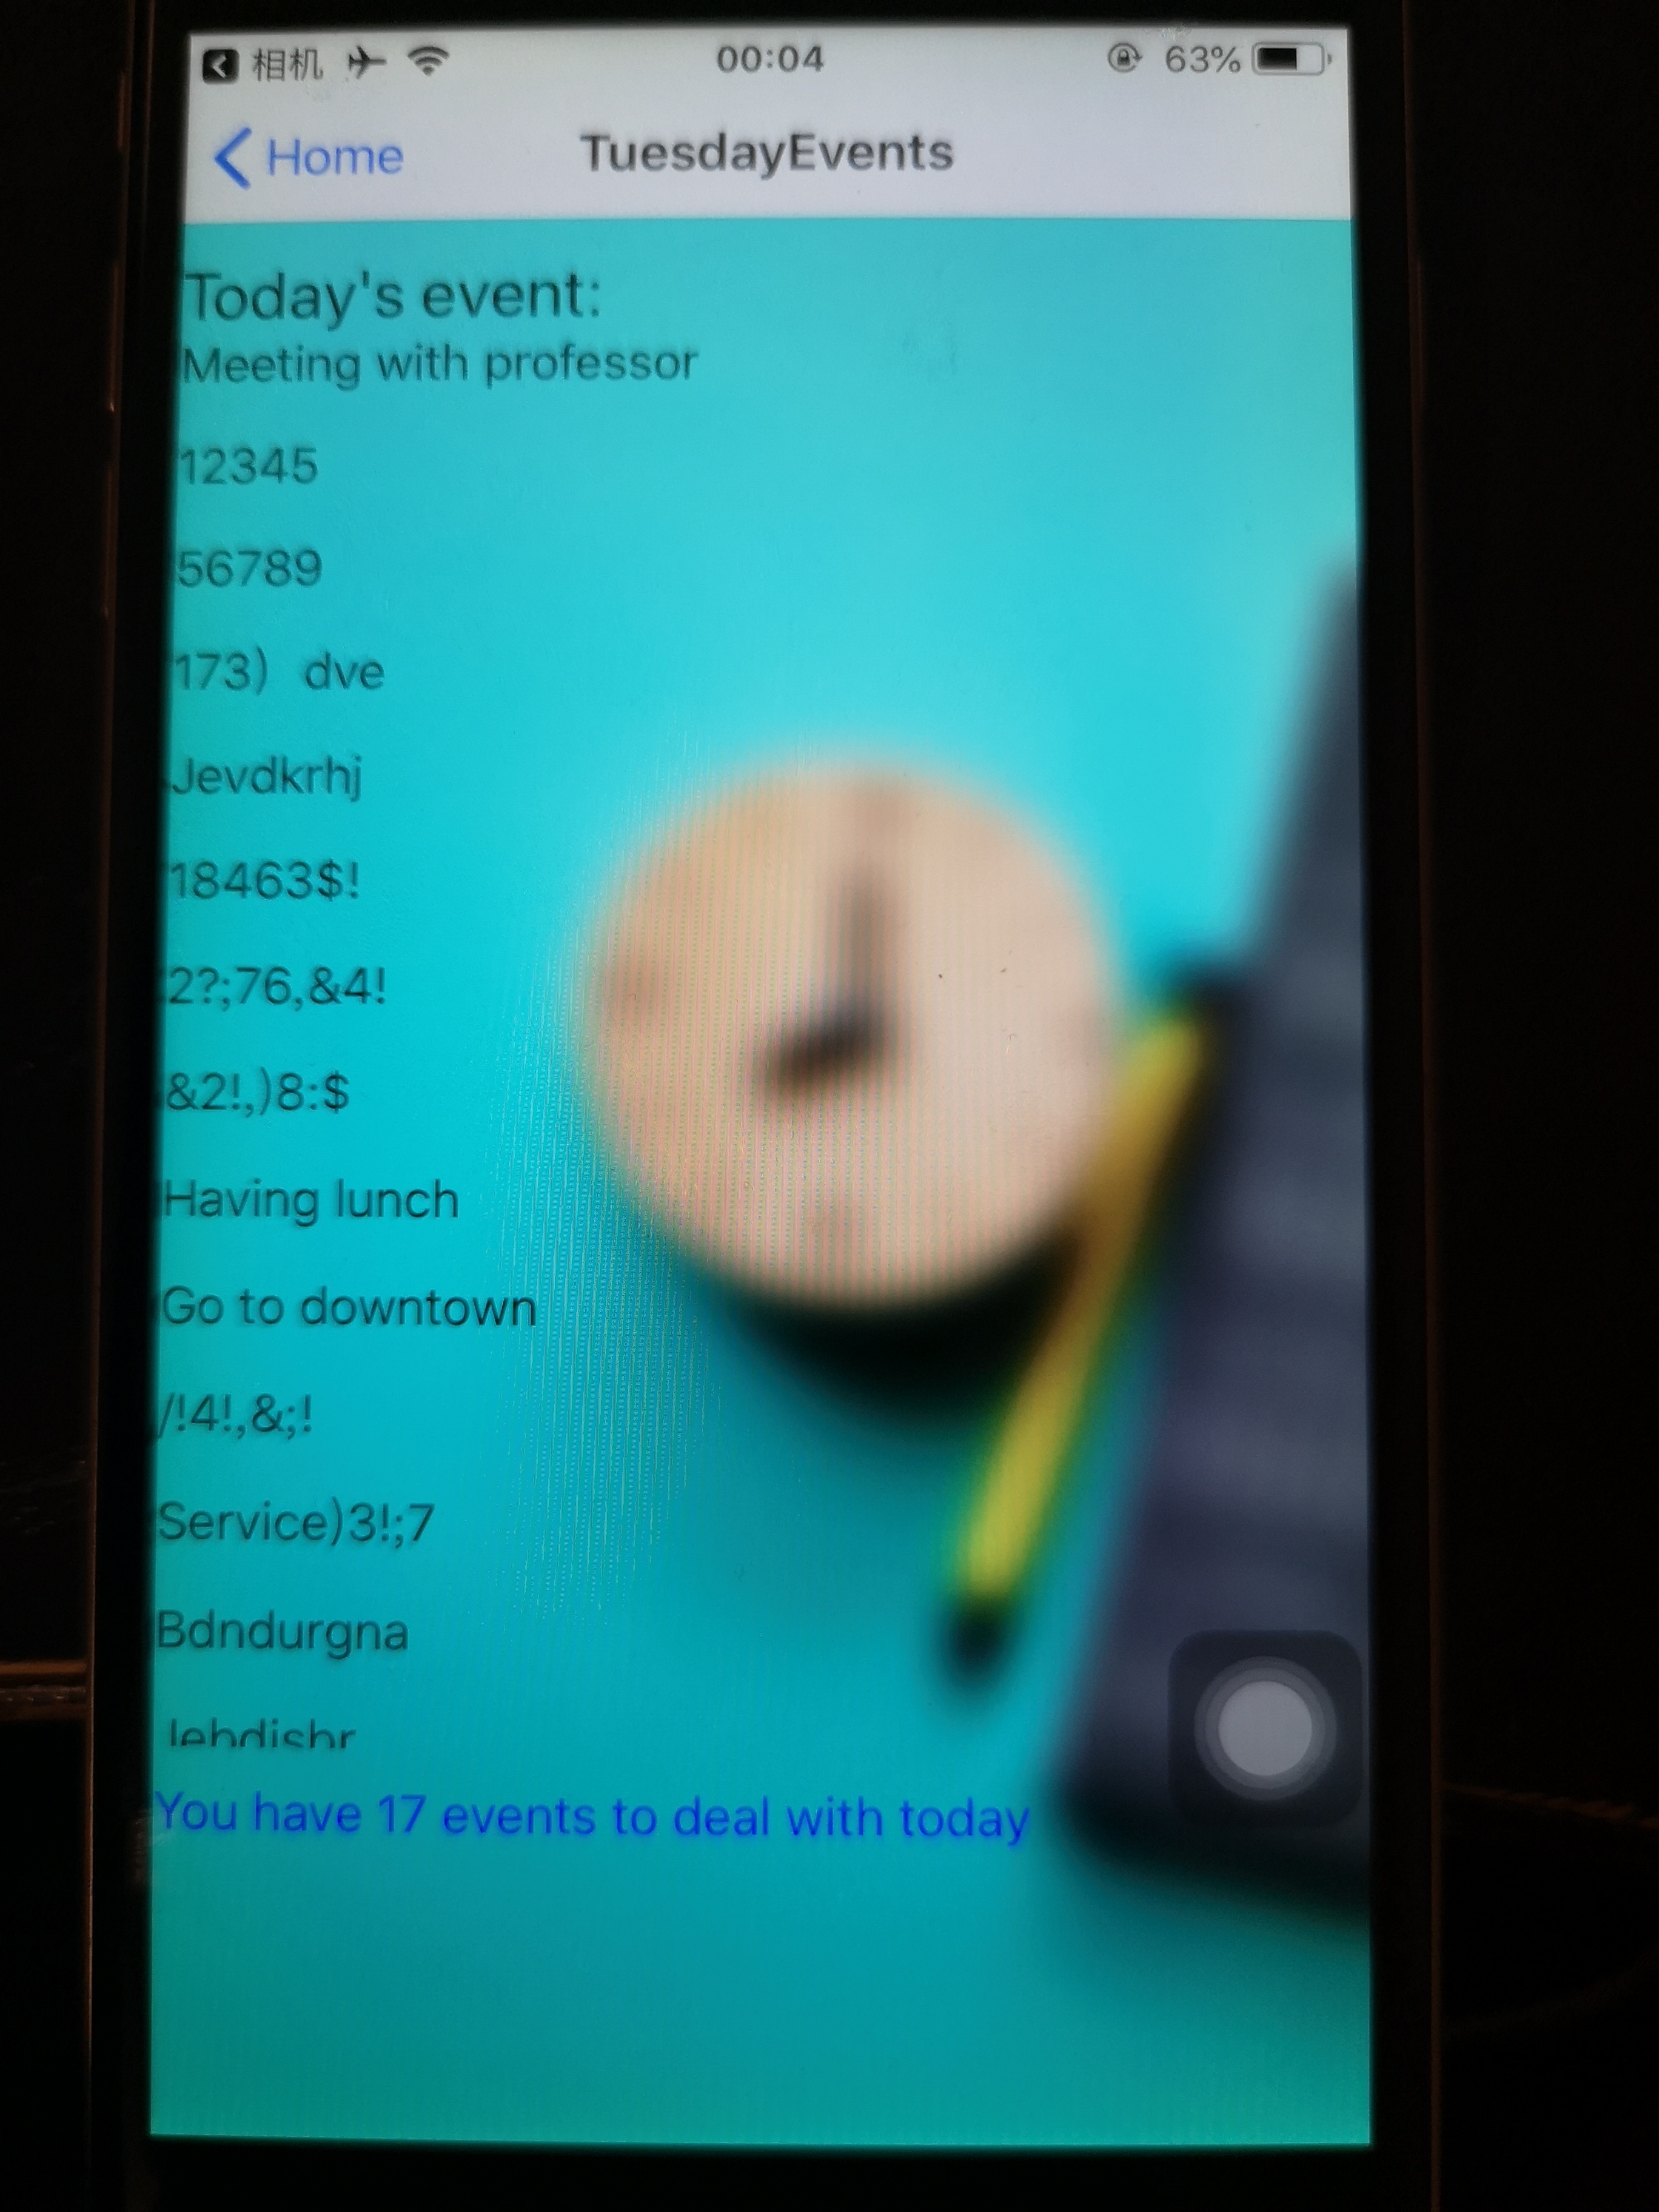 相机 00:04 63%
Home TuesdayEvents
Today's event:
Meeting with professor
12345
56789
173) dve
Jevdkrhj
18463$!
2?;76,&4!
&2!,)8:$
Having lunch
Go to downtown
/!4!,&;!
Service)3!;7
Bdndurgna
You have 17 events to deal with today